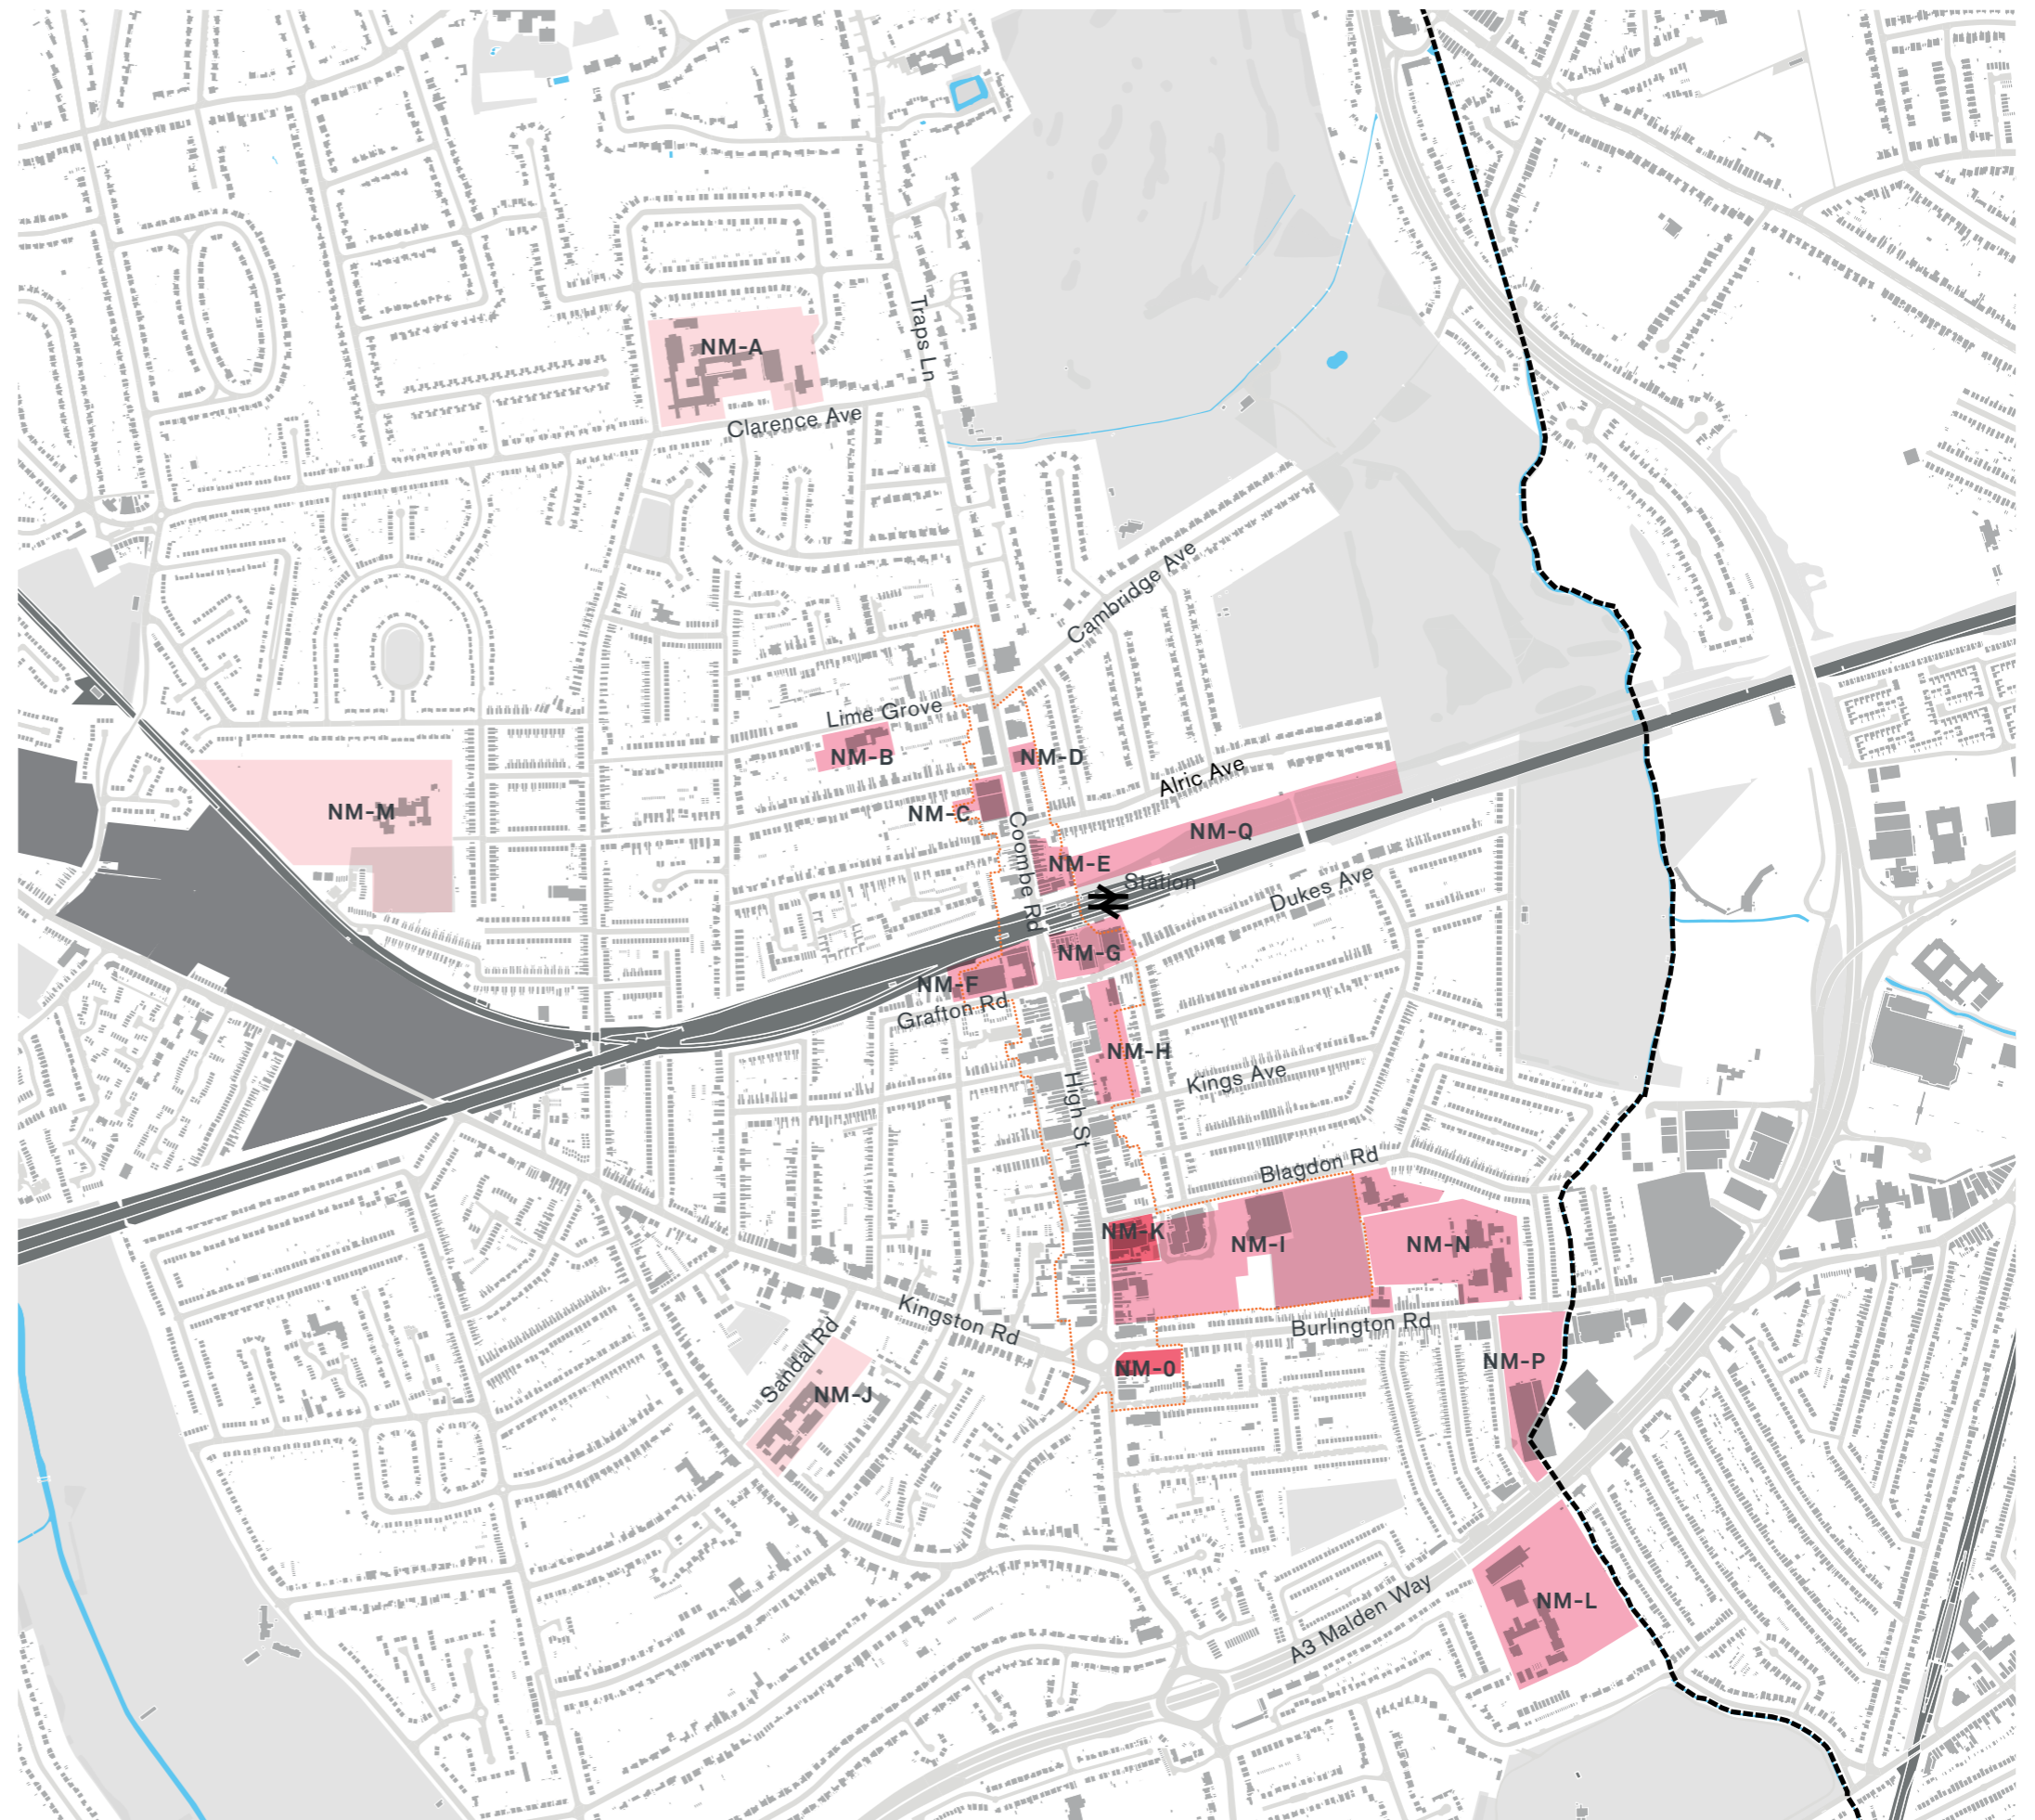 Traps Ln
NM-A
Clarence Ave
Cambridge Ave
Lime Grove
NM-B
NM-D
Alric Ave
NM-M
NM-C
Coombe Rd
NM-Q
NM-E
Station
Dukes Ave
NM-G
NM-F
Grafton Rd
NM-H
Kings Ave
High St
Blagdon Rd
NM-K
NM-I
NM-N
Kingston Rd
Burlington Rd
Sandal Rd
NM-0
NM-P
NM-J
NM-L
A3 Malden Way